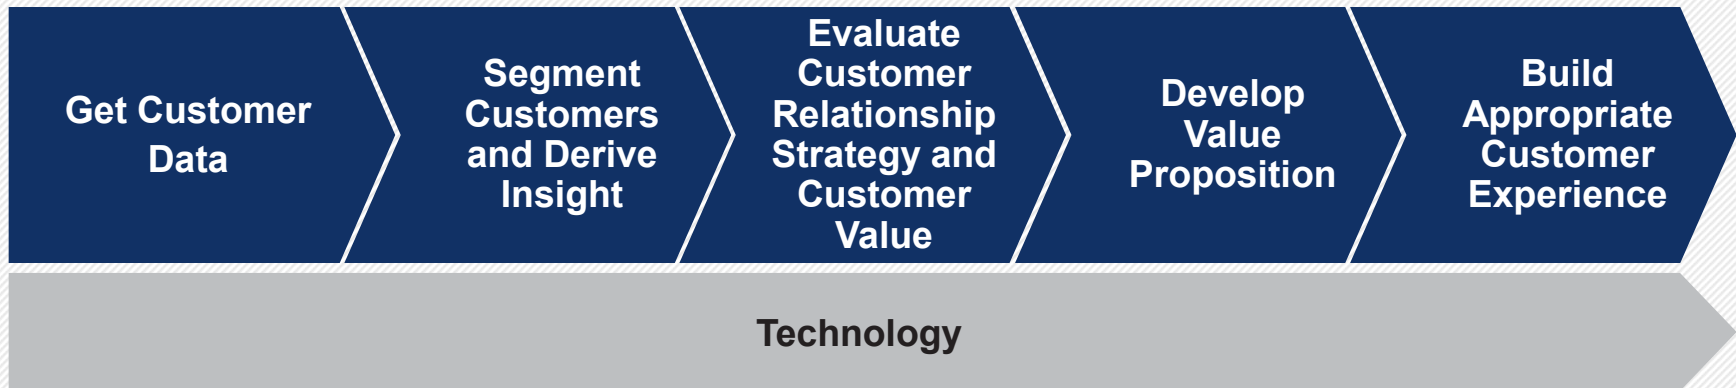 Get Customer
Data
Segment
Customers
and Derive
Insight
Evaluate
Customer
Relationship
Strategy and
Customer
Value
Develop
Value
Proposition
Build
Appropriate
Customer
Experience
Technology